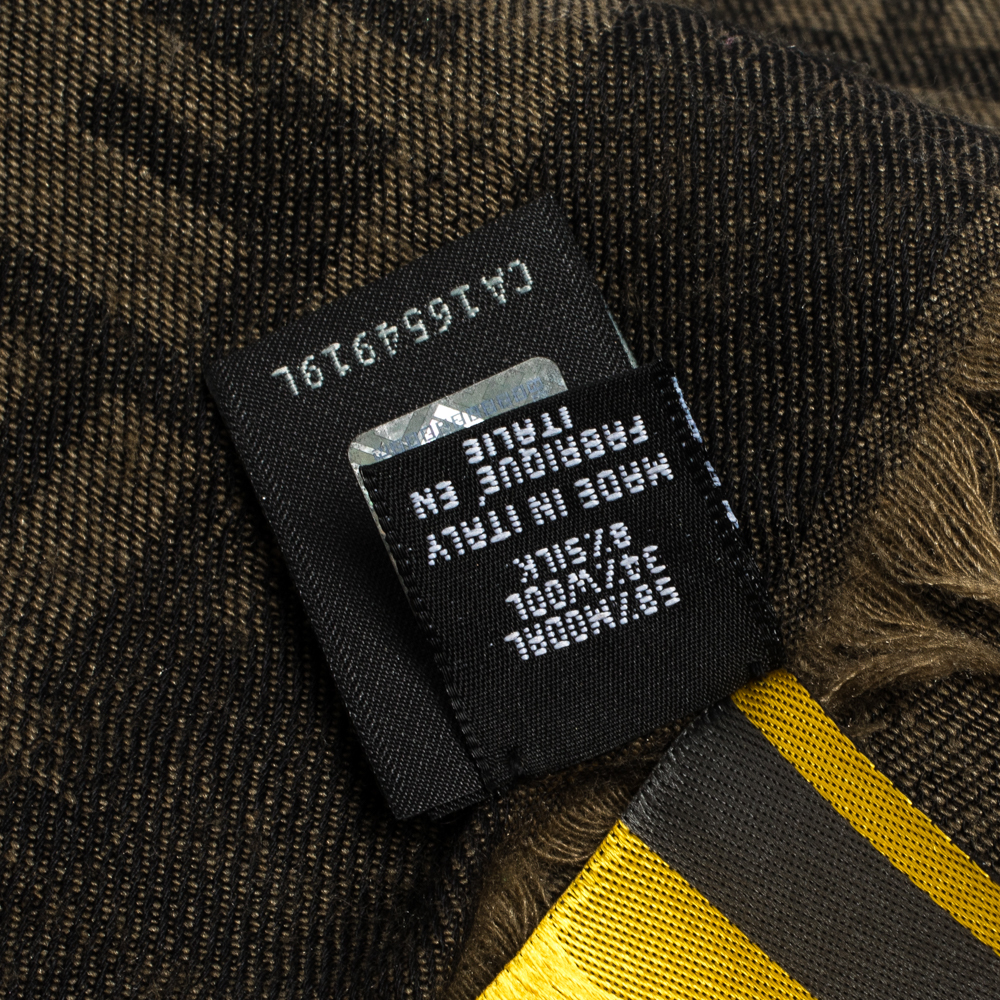 58%MODAL
34%WOOL
8%SILK
MADE IN ITALY
FABRIQUE' EN
ITALIE
CA1654919L